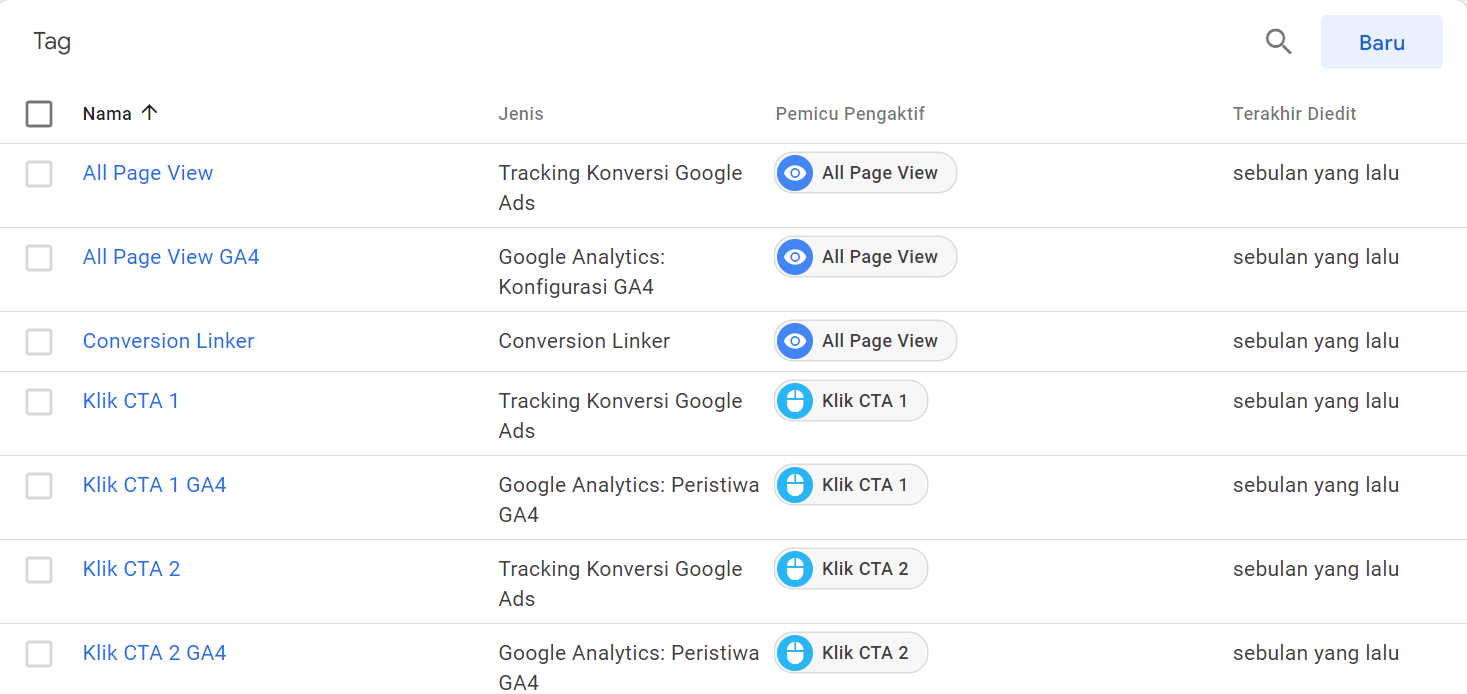 Tag
Baru
Nama Jenis Pemicu Pengaktif Terakhir Diedit
All Page View Tracking Konversi Google All Page View sebulan yang lalu
Ads
All Page View GA4 Google Analytics: All Page View sebulan yang lalu
Konfigurasi GA4
Conversion Linker Conversion Linker All Page View sebulan yang lalu
Klik CTA 1 Tracking Konversi Google Klik CTA 1 sebulan yang lalu
Ads
Klik CTA 1 GA4 Google Analytics: Peristiwa Klik CTA 1 sebulan yang lalu
GA4
Klik CTA 2 Tracking Konversi Google Klik CTA 2 sebulan yang lalu
Ads
Klik CTA 2 GA4 Google Analytics: Peristiwa Klik CTA 2 sebulan yang lalu
GA4